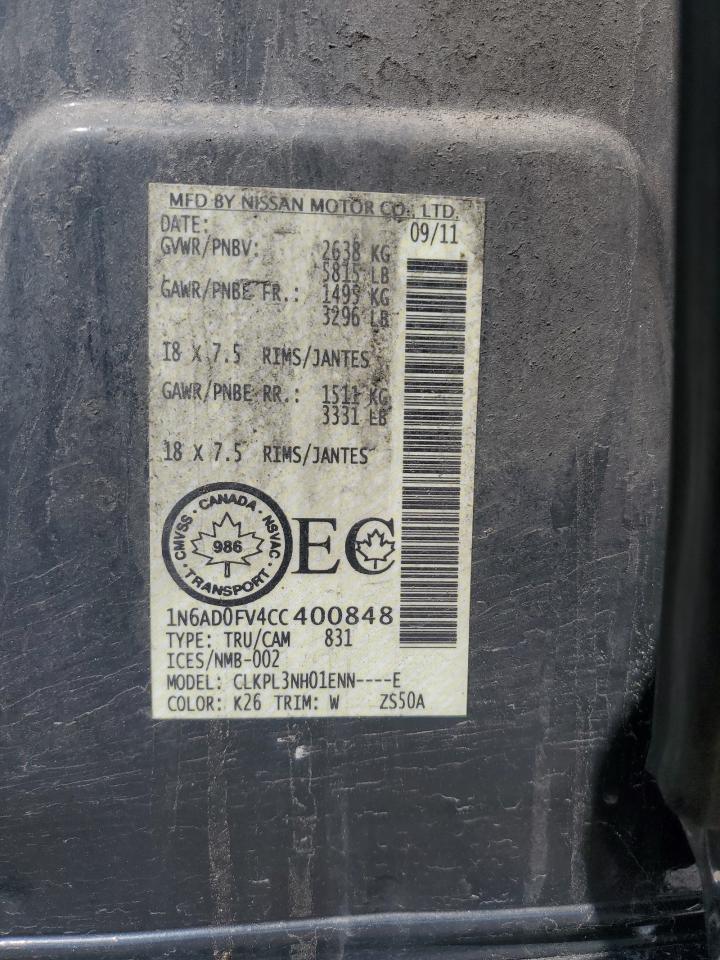 MFD BY NISSAN MOTOR CO., LTD.
DATE: 09/11
GVWR/PNBV: 2638 KG
5815 LB
GAWR/PNBE FR.: 1495 KG
3296 LB
18 X 7.5 RIMS/JANTES
GAWR/PNBE RR.: 1511 KG
3331 LB
18 X 7.5 RIMS/JANTES
CANADA · NSVAC · TRANSPORT · CMVSS ·
986
EC
1N6AD0FV4CC400848
TYPE: TRU/CAM 831
ICES/NMB-002
MODEL: CLKPL3NH01ENN----E
COLOR: K26 TRIM: W ZS50A